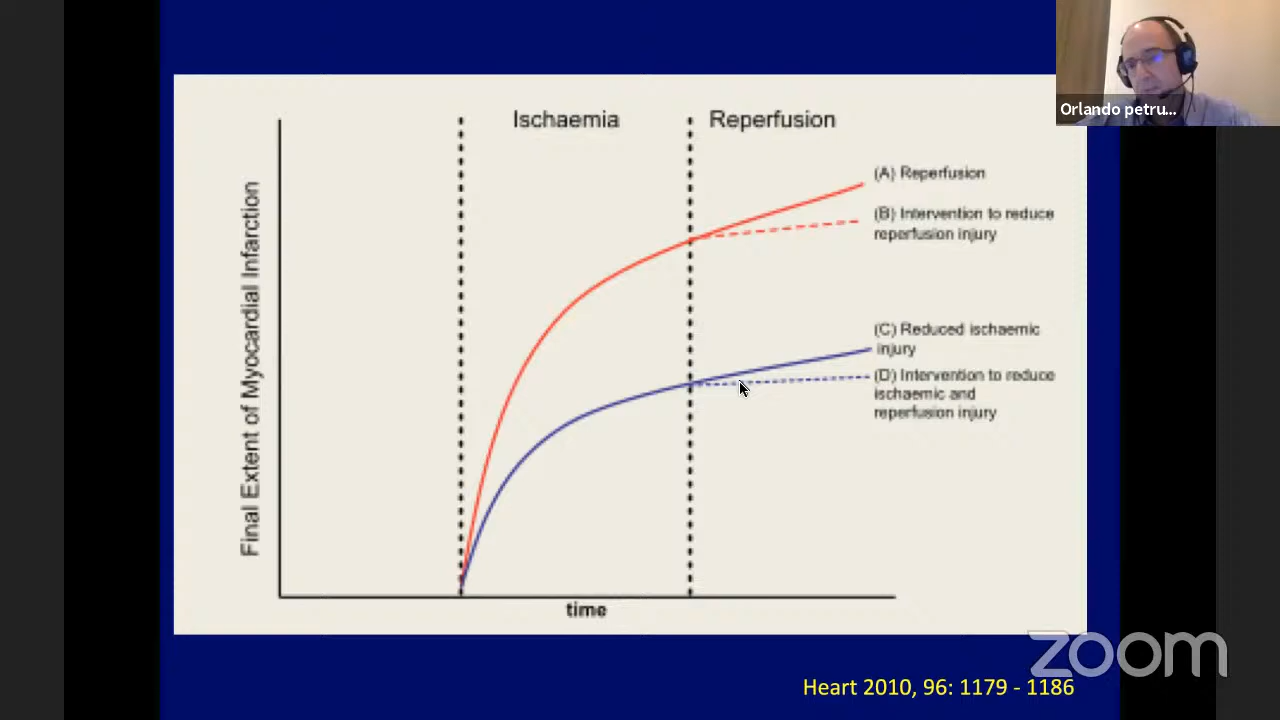 Orlando petru...
Ischaemia
Reperfusion
Final Extent of Myocardial Infarction
(A) Reperfusion
(B) Intervention to reduce
reperfusion injury
(C) Reduced ischaemic
injury
(D) Intervention to reduce
ischaemic and
reperfusion injury
time
zoom
Heart 2010, 96: 1179 - 1186